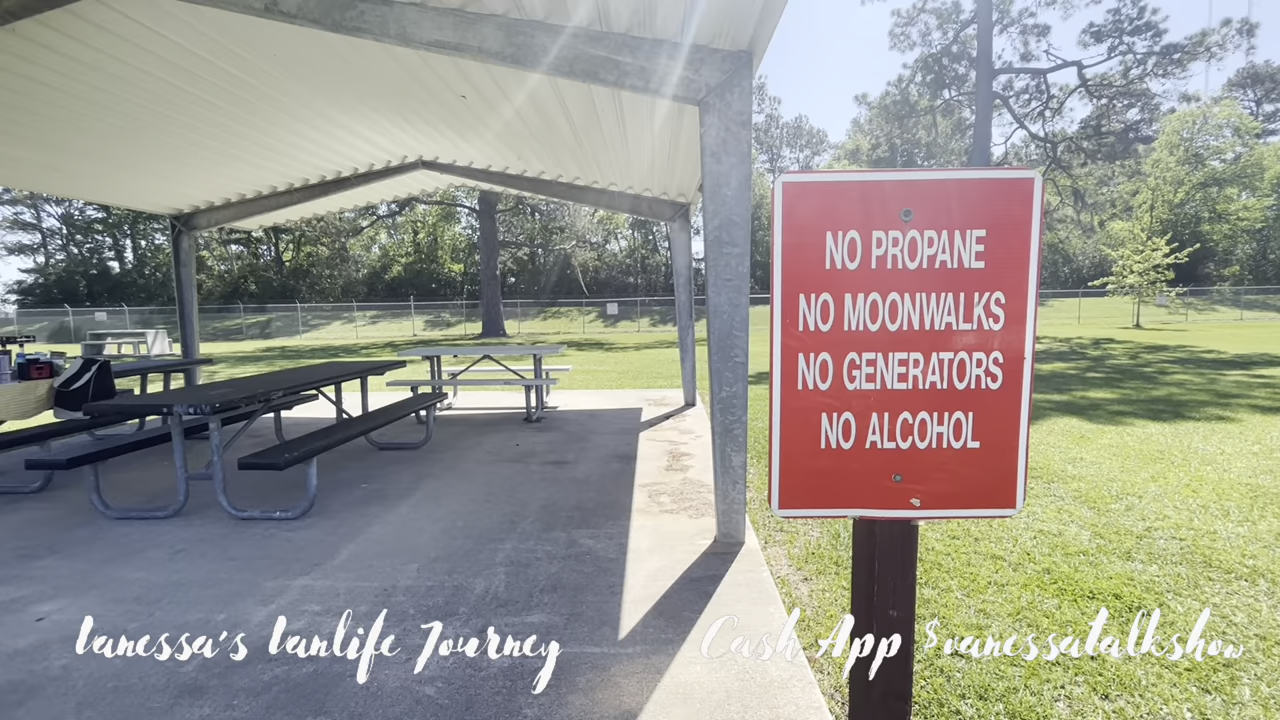 NO PROPANE
NO MOONWALKS
NO GENERATORS
NO ALCOHOL
Vanessa's Vanlife Journey
Cash App $vanessatalkshow